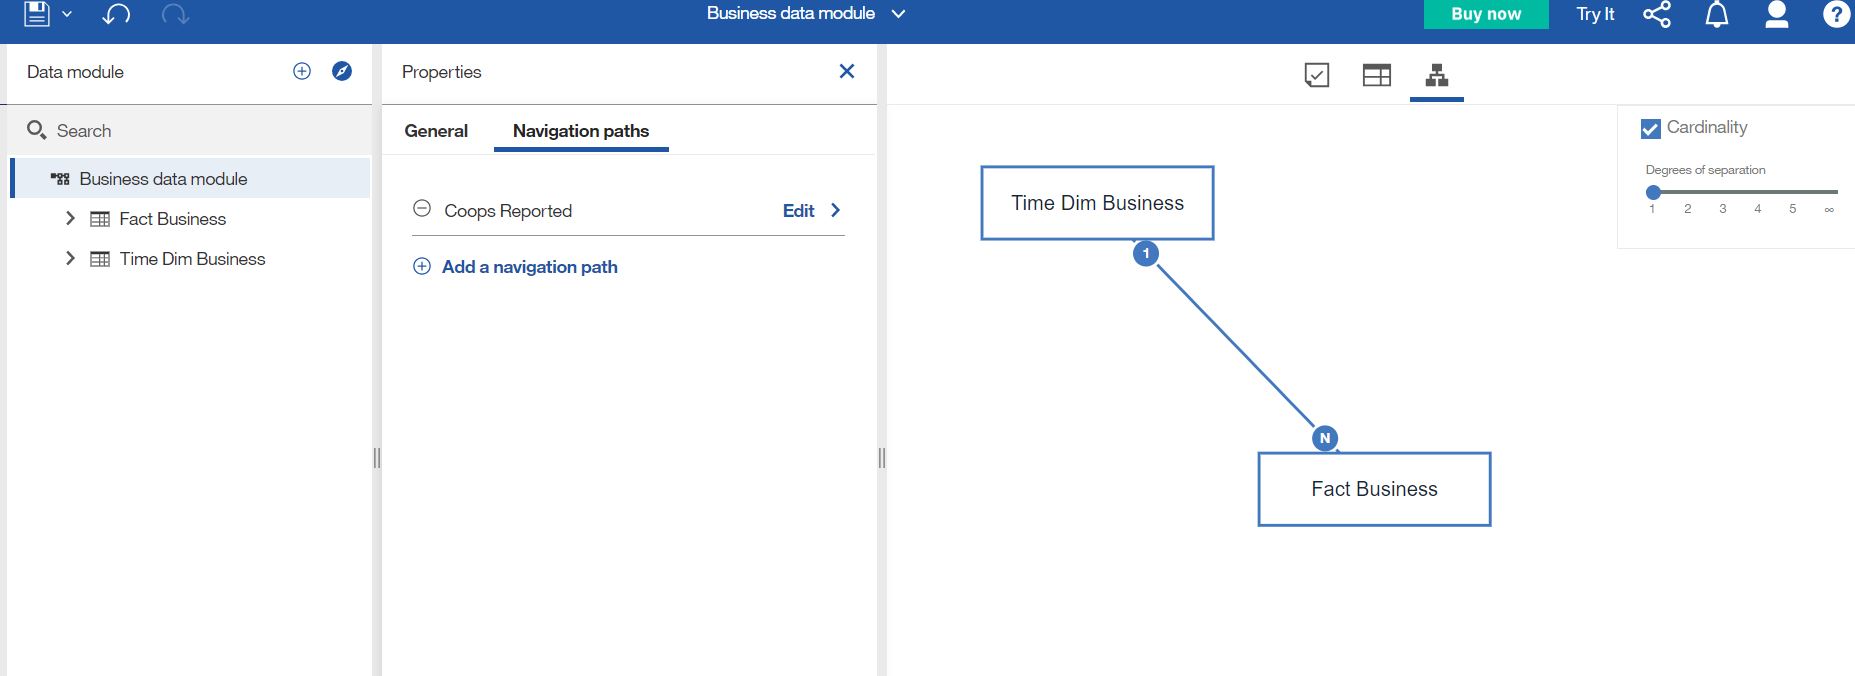 Business data module
Buy now
Try It
?
Data module
Search
Business data module
Fact Business
Time Dim Business
Properties
General
Navigation paths
Coops Reported
Edit
Add a navigation path
Cardinality
Degrees of separation
1 2 3 4 5 ∞
Time Dim Business
1
N
Fact Business